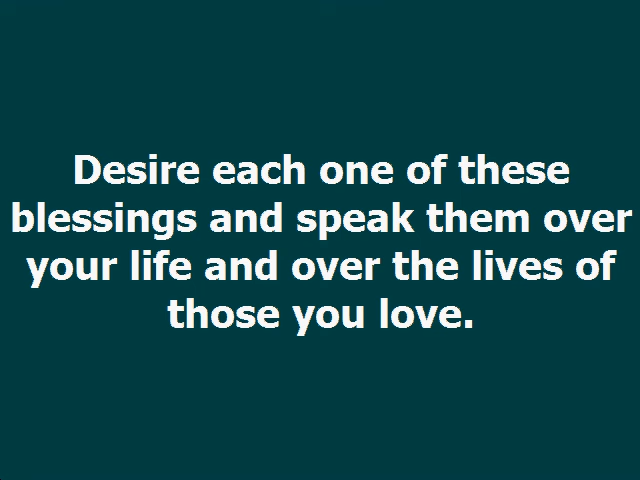 Desire each one of these
blessings and speak them over
your life and over the lives of
those you love.